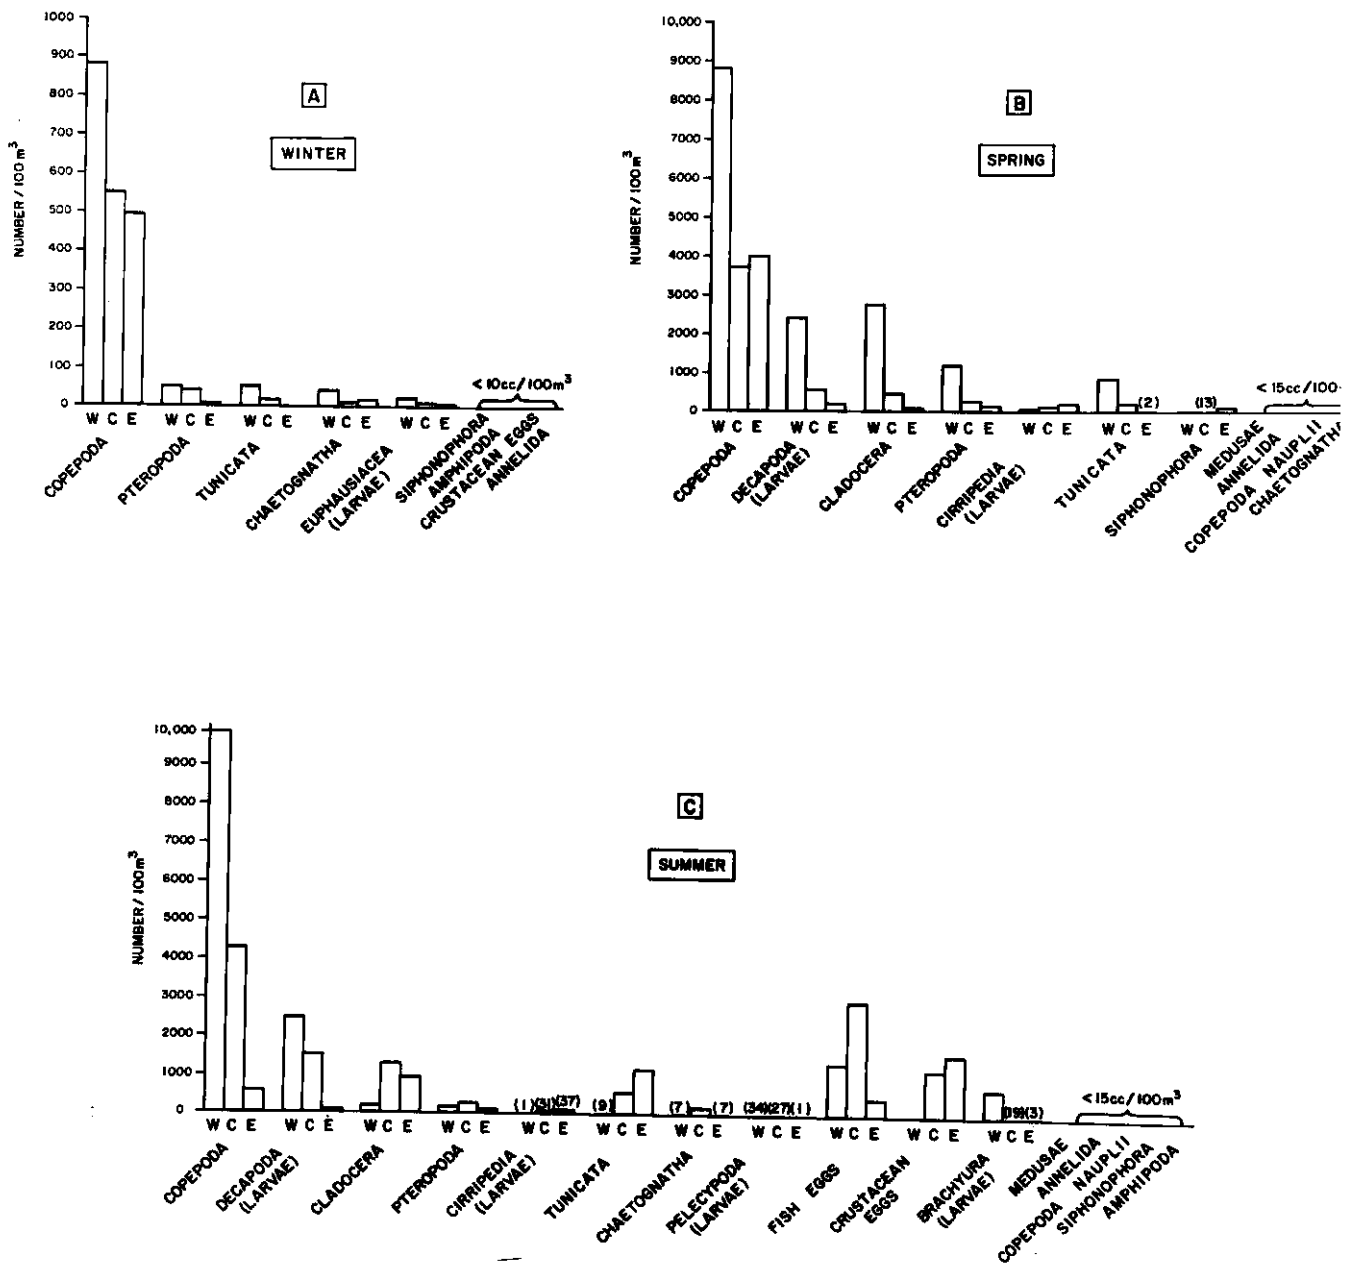 1000
900
800
700
600
500
400
300
200
100
0
NUMBER / 100m³
A
WINTER
<10cc/100m³
W C E W C E W C E W C E W C E
COPEPODA
PTEROPODA
TUNICATA
CHAETOGNATHA
EUPHAUSIACEA
(LARVAE)
SIPHONOPHORA
AMPHIPODA
CRUSTACEAN EGGS
ANNELIDA
10,000
9000
8000
7000
6000
5000
4000
3000
2000
1000
0
NUMBER / 100m³
B
SPRING
(2) (13) <15cc/100
W C E W C E W C E W C E W C E W C E W C E
COPEPODA
DECAPODA
(LARVAE)
CLADOCERA
PTEROPODA
CIRRIPEDIA
(LARVAE)
TUNICATA
SIPHONOPHORA
MEDUSAE
ANNELIDA
COPEPODA NAUPLII
CHAETOGNATHA
10,000
9000
8000
7000
6000
5000
4000
3000
2000
1000
0
NUMBER / 100m³
C
SUMMER
(1) (31) (37) (9) (7) (7) (34) (27) (1) (19) (3) <15cc/100m³
W C E W C E W C E W C E W C E W C E W C E W C E W C E W C E W C E
COPEPODA
DECAPODA
(LARVAE)
CLADOCERA
PTEROPODA
CIRRIPEDIA
(LARVAE)
TUNICATA
CHAETOGNATHA
PELECYPODA
(LARVAE)
FISH EGGS
CRUSTACEAN
EGGS
BRACHYURA
(LARVAE)
MEDUSAE
ANNELIDA
COPEPODA NAUPLII
SIPHONOPHORA
AMPHIPODA